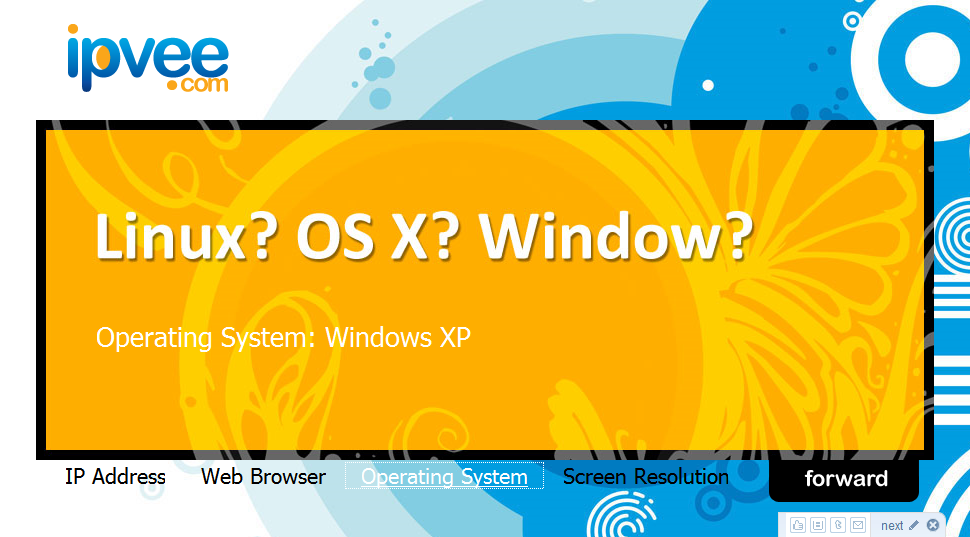 ipvee
.com
Linux? OS X? Window?
Operating System: Windows XP
IP Address Web Browser Operating System Screen Resolution forward
next